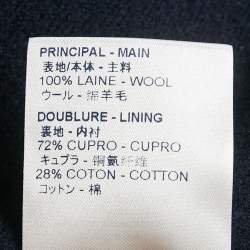 PRINCIPAL - MAIN
表地/本体 - 主料
100% LAINE - WOOL
ウール - 绵羊毛
DOUBLURE - LINING
裏地 - 内衬
72% CUPRO - CUPRO
キュプラ - 铜氨纤维
28% COTON - COTTON
コットン - 棉